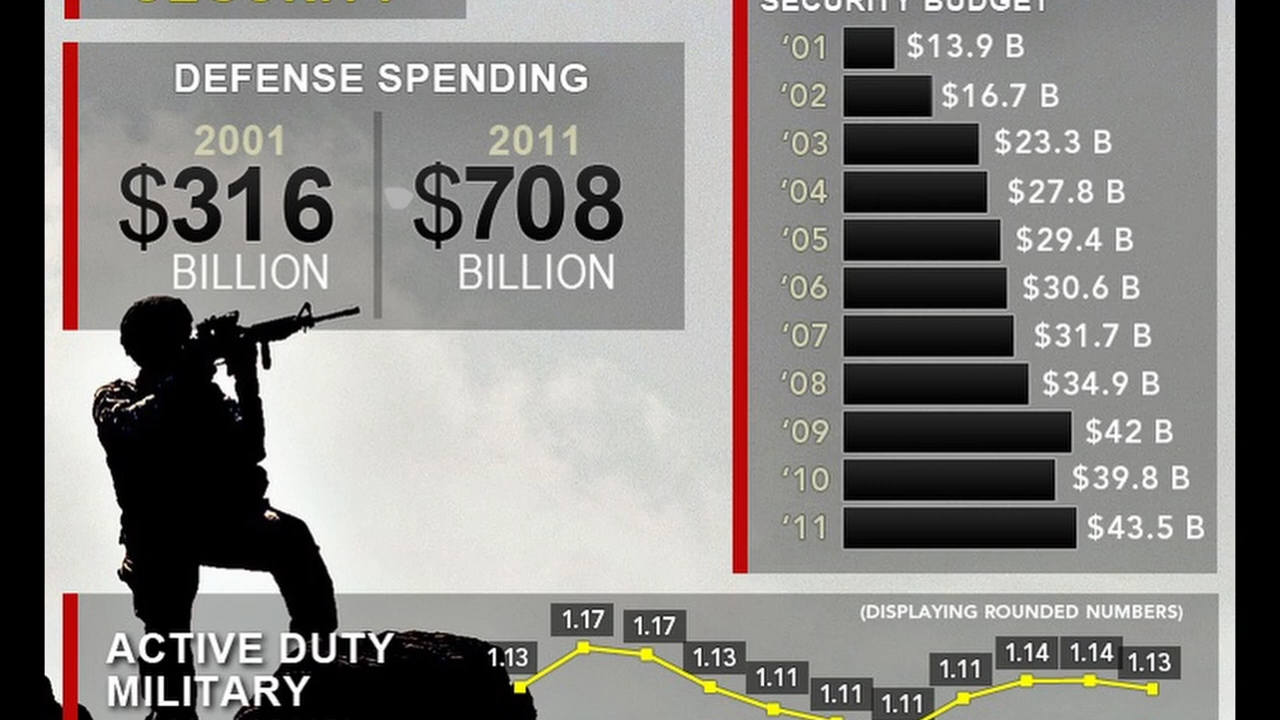 SECURITY
DEFENSE SPENDING
2001
$316
BILLION
2011
$708
BILLION
SECURITY BUDGET
‘01 $13.9 B
‘02 $16.7 B
‘03 $23.3 B
‘04 $27.8 B
‘05 $29.4 B
‘06 $30.6 B
‘07 $31.7 B
‘08 $34.9 B
‘09 $42 B
‘10 $39.8 B
‘11 $43.5 B
ACTIVE DUTY
MILITARY
(DISPLAYING ROUNDED NUMBERS)
1.13 1.17 1.17 1.13 1.11 1.11 1.11 1.11 1.14 1.14 1.13